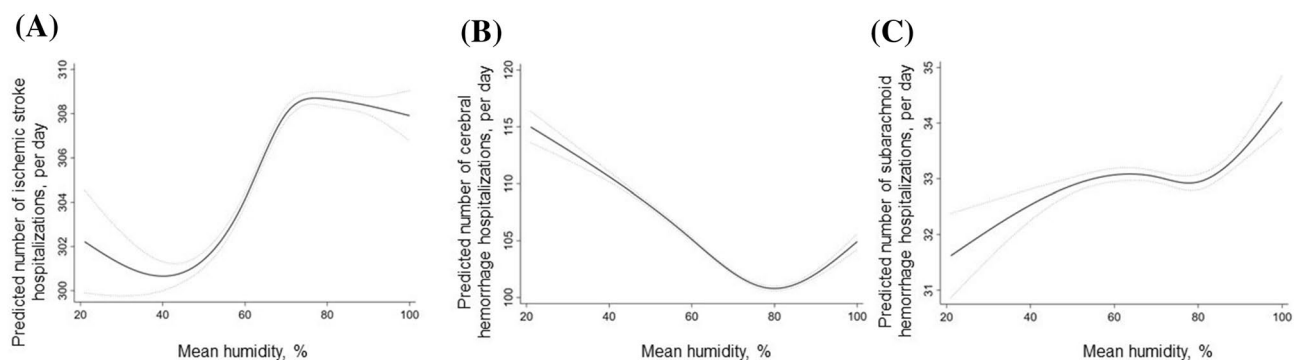 (A)
Predicted number of ischemic stroke
hospitalizations, per day
310
308
306
304
302
300
20
40
60
80
100
Mean humidity, %
(B)
Predicted number of cerebral
hemorrhage hospitalizations, per day
120
115
110
105
100
20
40
60
80
100
Mean humidity, %
(C)
Predicted number of subarachnoid
hemorrhage hospitalizations, per day
35
34
33
32
31
20
40
60
80
100
Mean humidity, %